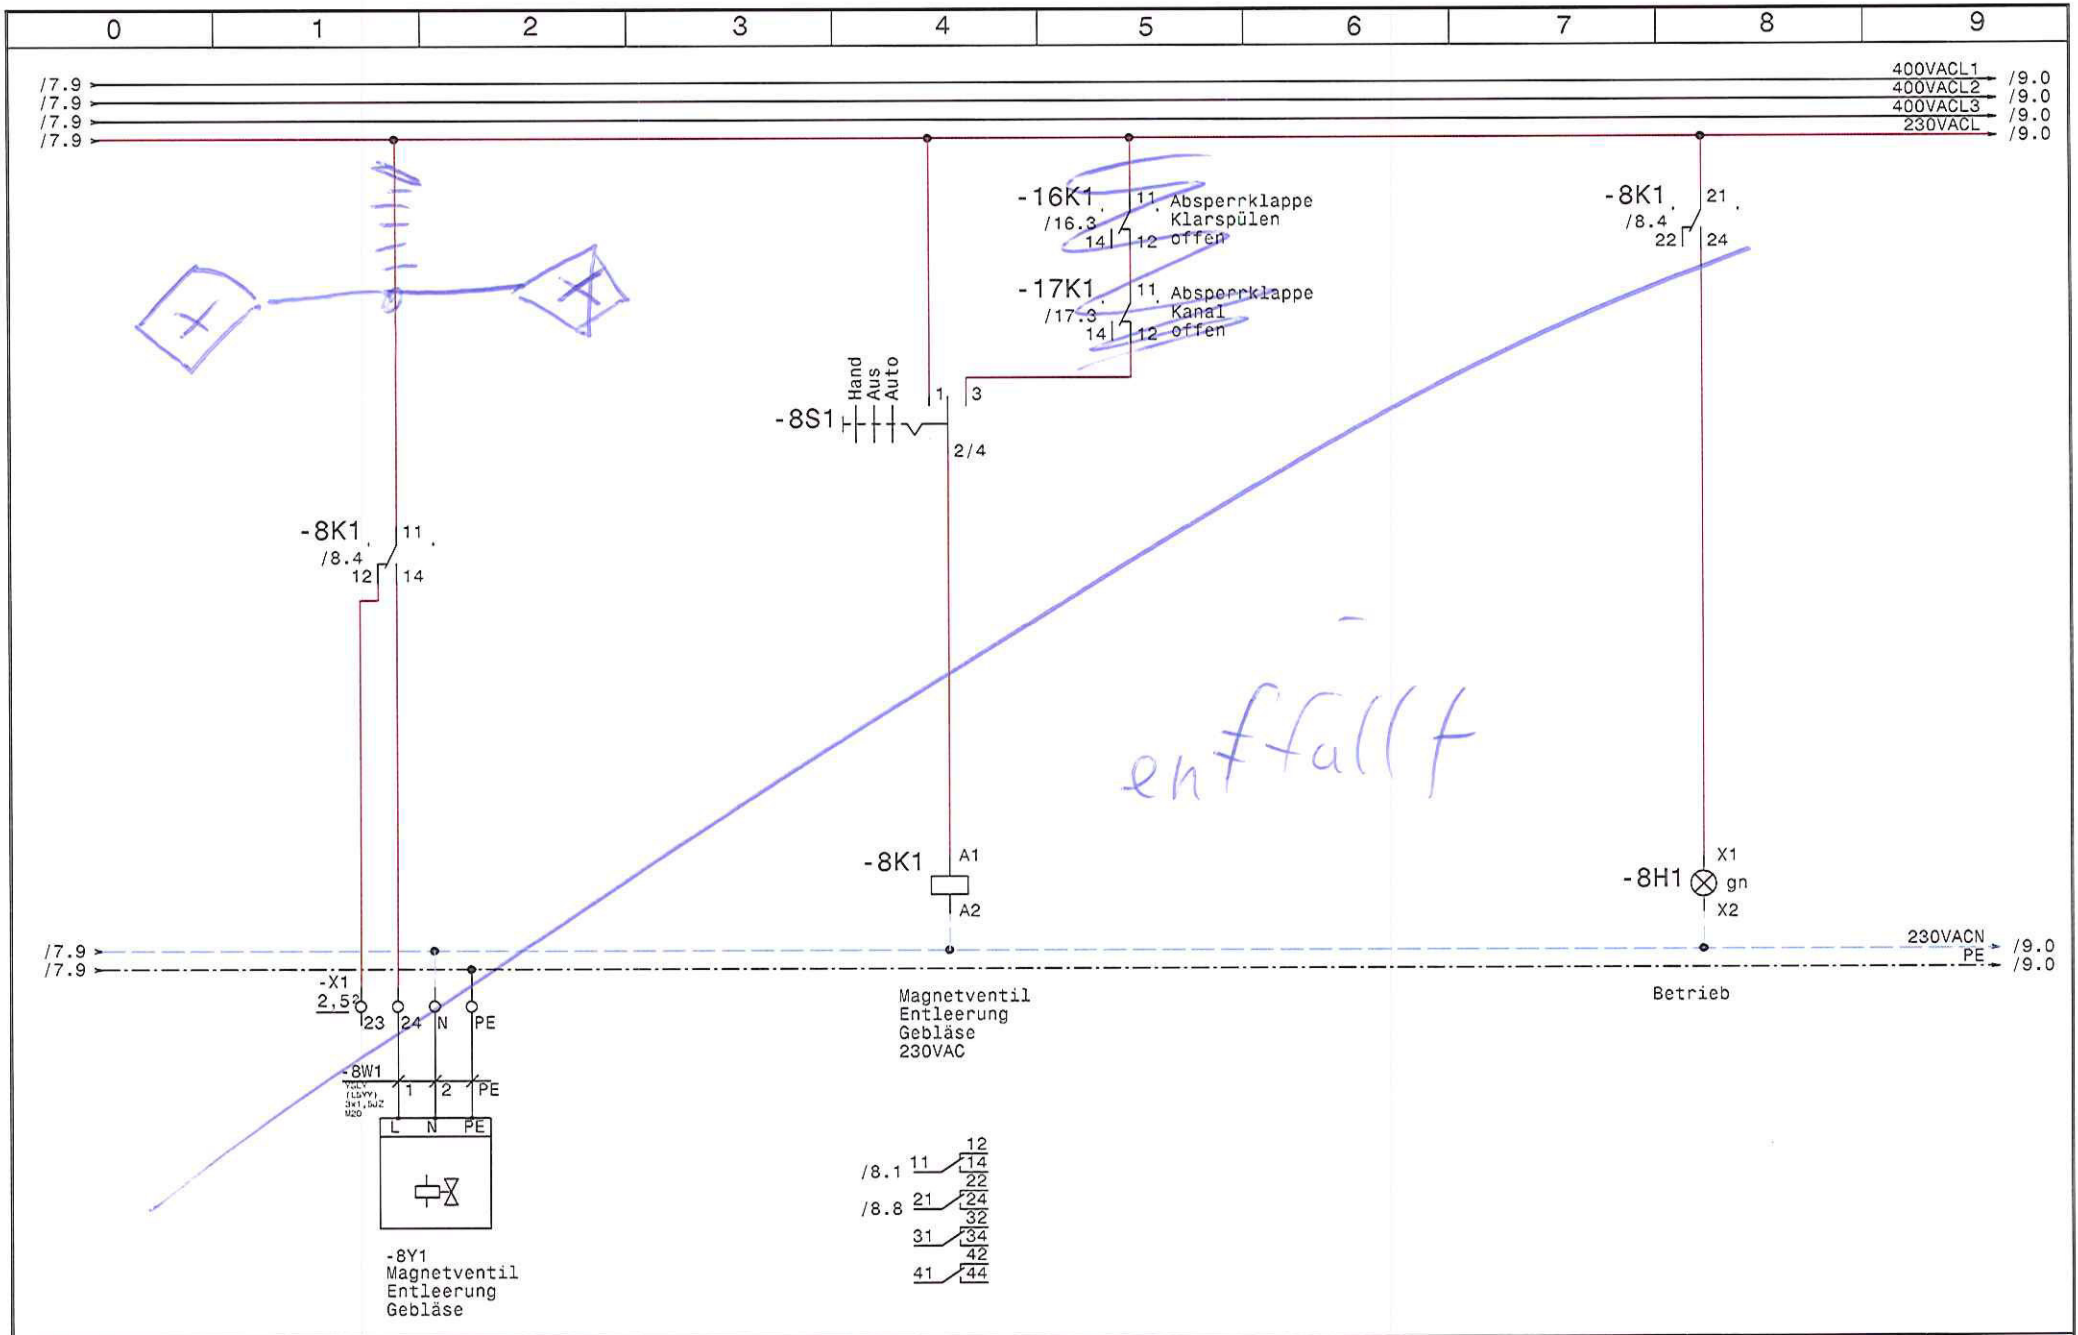 0 1 2 3 4 5 6 7 8 9
/7.9 400VACL1 /9.0
/7.9 400VACL2 /9.0
/7.9 400VACL3 /9.0
/7.9 230VACL /9.0
-16K1 11 Absperrklappe
/16.3 Klarspülen
14 12 offen
-8K1 21
/8.4
22 24
-17K1 11 Absperrklappe
/17.3 Kanal
14 12 offen
Hand
Aus
Auto
1 3
-8S1
2/4
-8K1 11
/8.4
12 14
entfällt
-8K1 A1
A2
-8H1 X1
gn
X2
/7.9 230VACN /9.0
/7.9 PE /9.0
-X1
2,5²
23 24 N PE
Magnetventil
Entleerung
Gebläse
230VAC
Betrieb
-8W1
1 2 PE
3x1,5JZ
M20
L N PE
12
/8.1 11 14
22
/8.8 21 24
32
31 34
42
41 44
-8Y1
Magnetventil
Entleerung
Gebläse